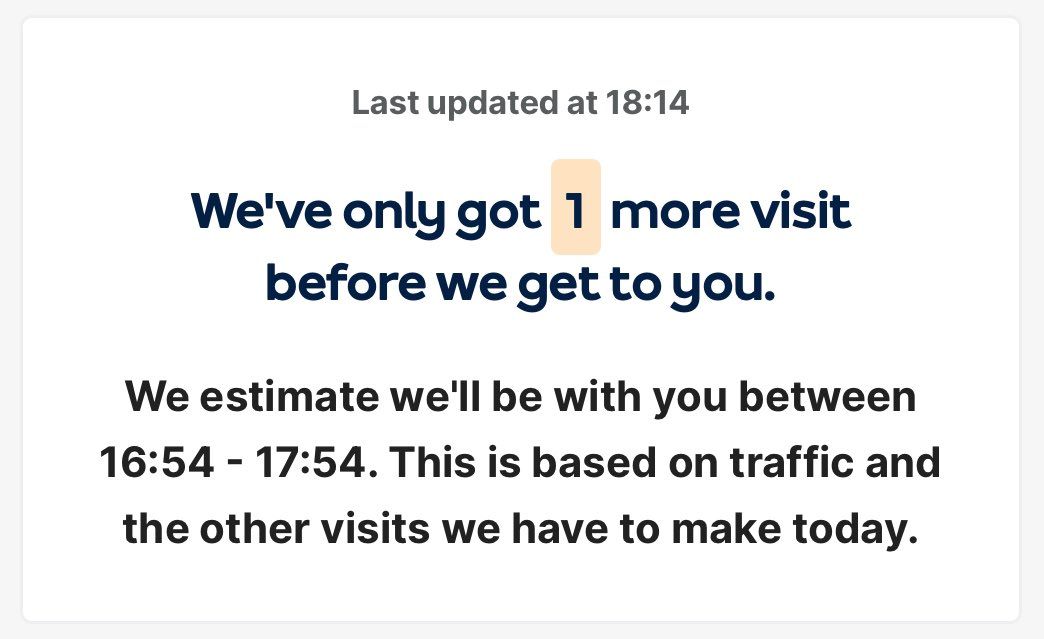 Last updated at 18:14
We've only got 1 more visit
before we get to you.
We estimate we'll be with you between
16:54 - 17:54. This is based on traffic and
the other visits we have to make today.